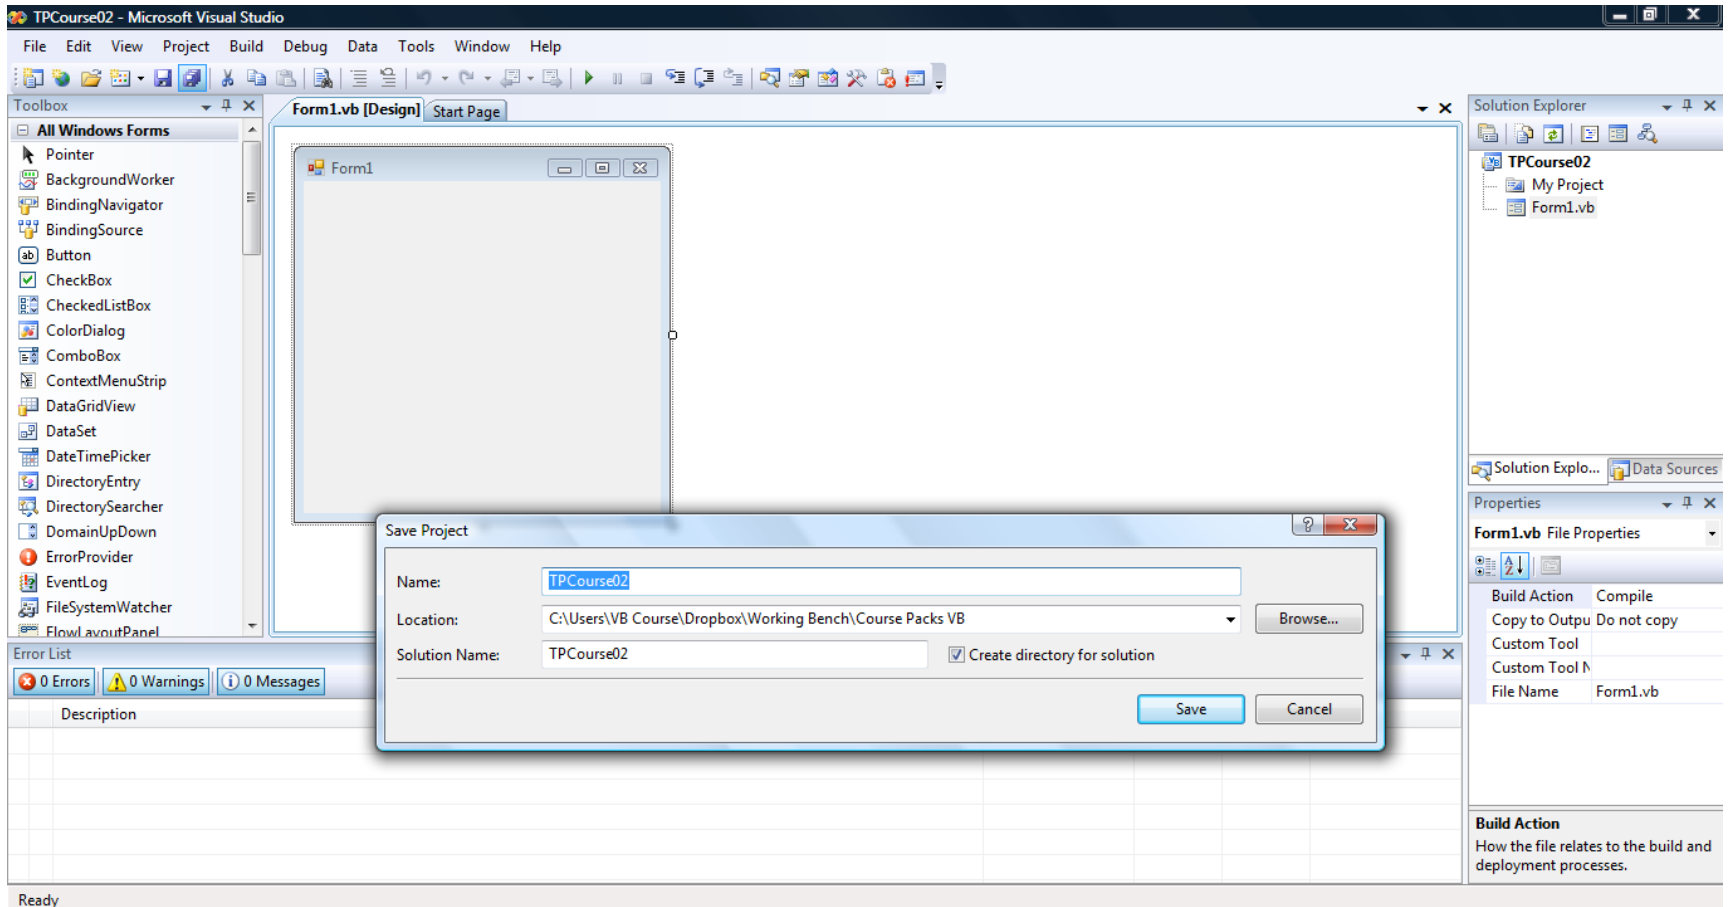 TPCourse02 - Microsoft Visual Studio
File Edit View Project Build Debug Data Tools Window Help
Toolbox
All Windows Forms
Pointer
BackgroundWorker
BindingNavigator
BindingSource
Button
CheckBox
CheckedListBox
ColorDialog
ComboBox
ContextMenuStrip
DataGridView
DataSet
DateTimePicker
DirectoryEntry
DirectorySearcher
DomainUpDown
ErrorProvider
EventLog
FileSystemWatcher
FlowLayoutPanel
Form1.vb [Design] Start Page
Form1
Solution Explorer
TPCourse02
My Project
Form1.vb
Solution Explo... Data Sources
Properties
Form1.vb File Properties
Build Action Compile
Copy to Outpu Do not copy
Custom Tool
Custom Tool N
File Name Form1.vb
Build Action
How the file relates to the build and
deployment processes.
Save Project
Name: TPCourse02
Location: C:\Users\VB Course\Dropbox\Working Bench\Course Packs VB Browse...
Solution Name: TPCourse02 Create directory for solution
Save Cancel
Error List
0 Errors 0 Warnings 0 Messages
Description
Ready